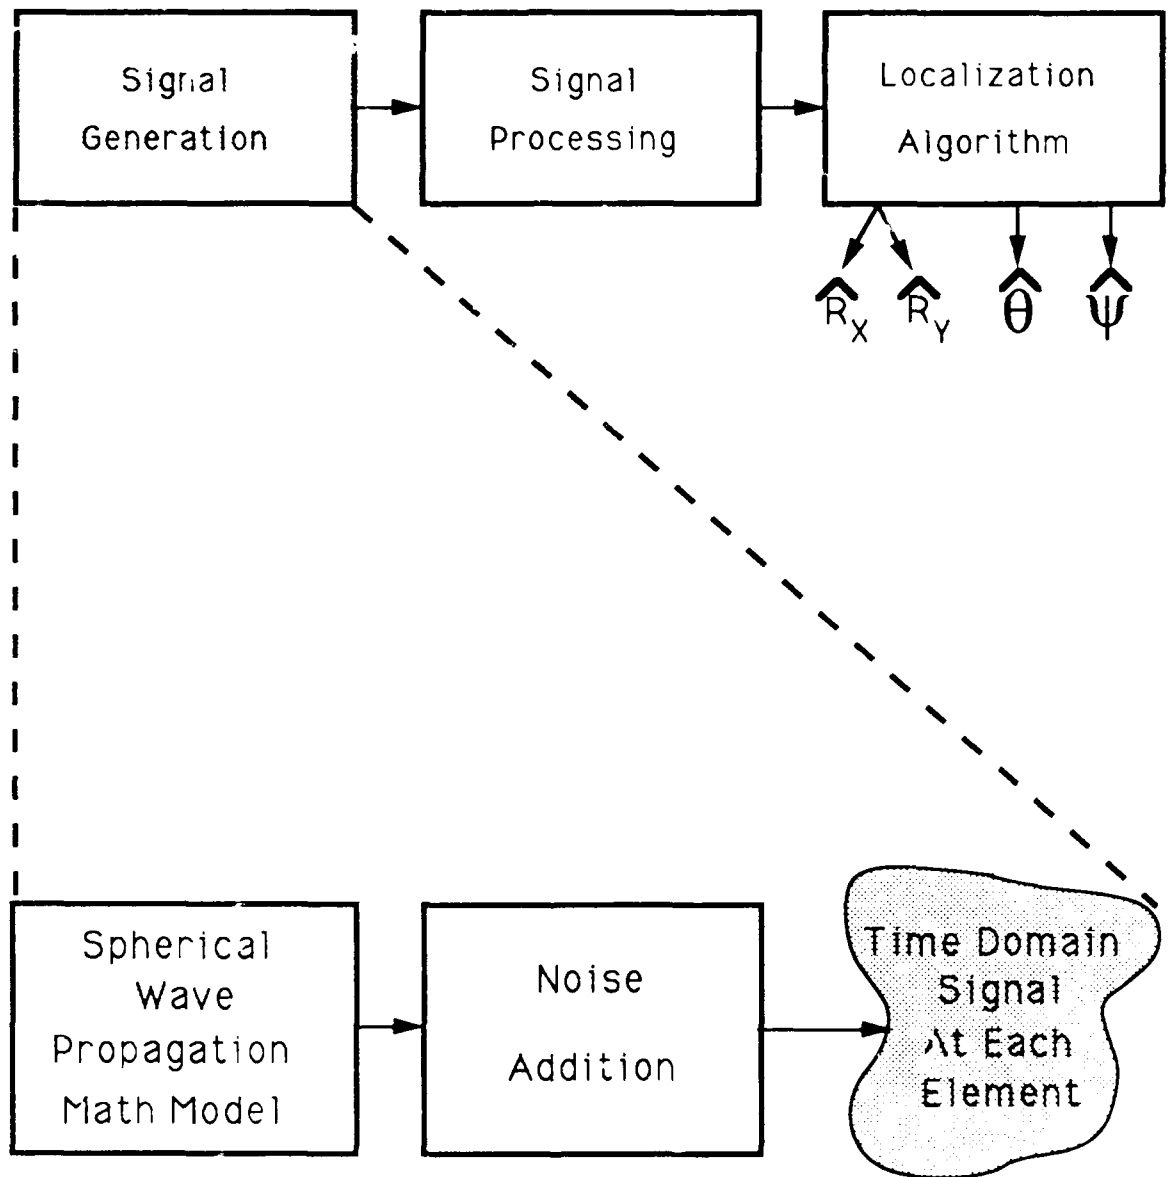 Signal
Generation
Signal
Processing
Localization
Algorithm
R̂X R̂Y θ̂ ψ̂
Spherical
Wave
Propagation
Math Model
Noise
Addition
Time Domain
Signal
At Each
Element